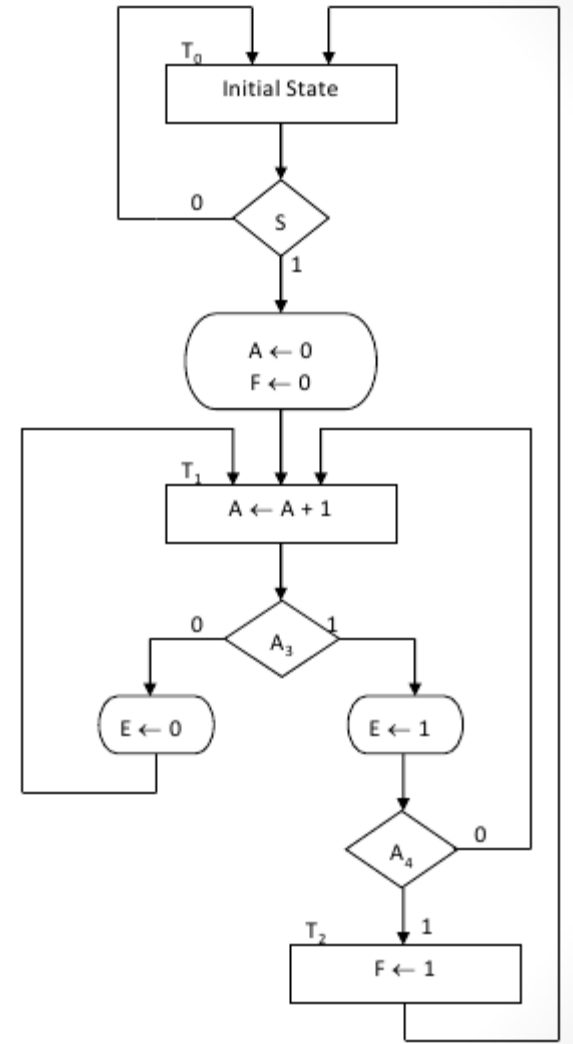 T₀
Initial State
0
S
1
A ← 0
F ← 0
T₁
A ← A + 1
0
1
A₃
E ← 0
E ← 1
A₄
0
1
T₂
F ← 1